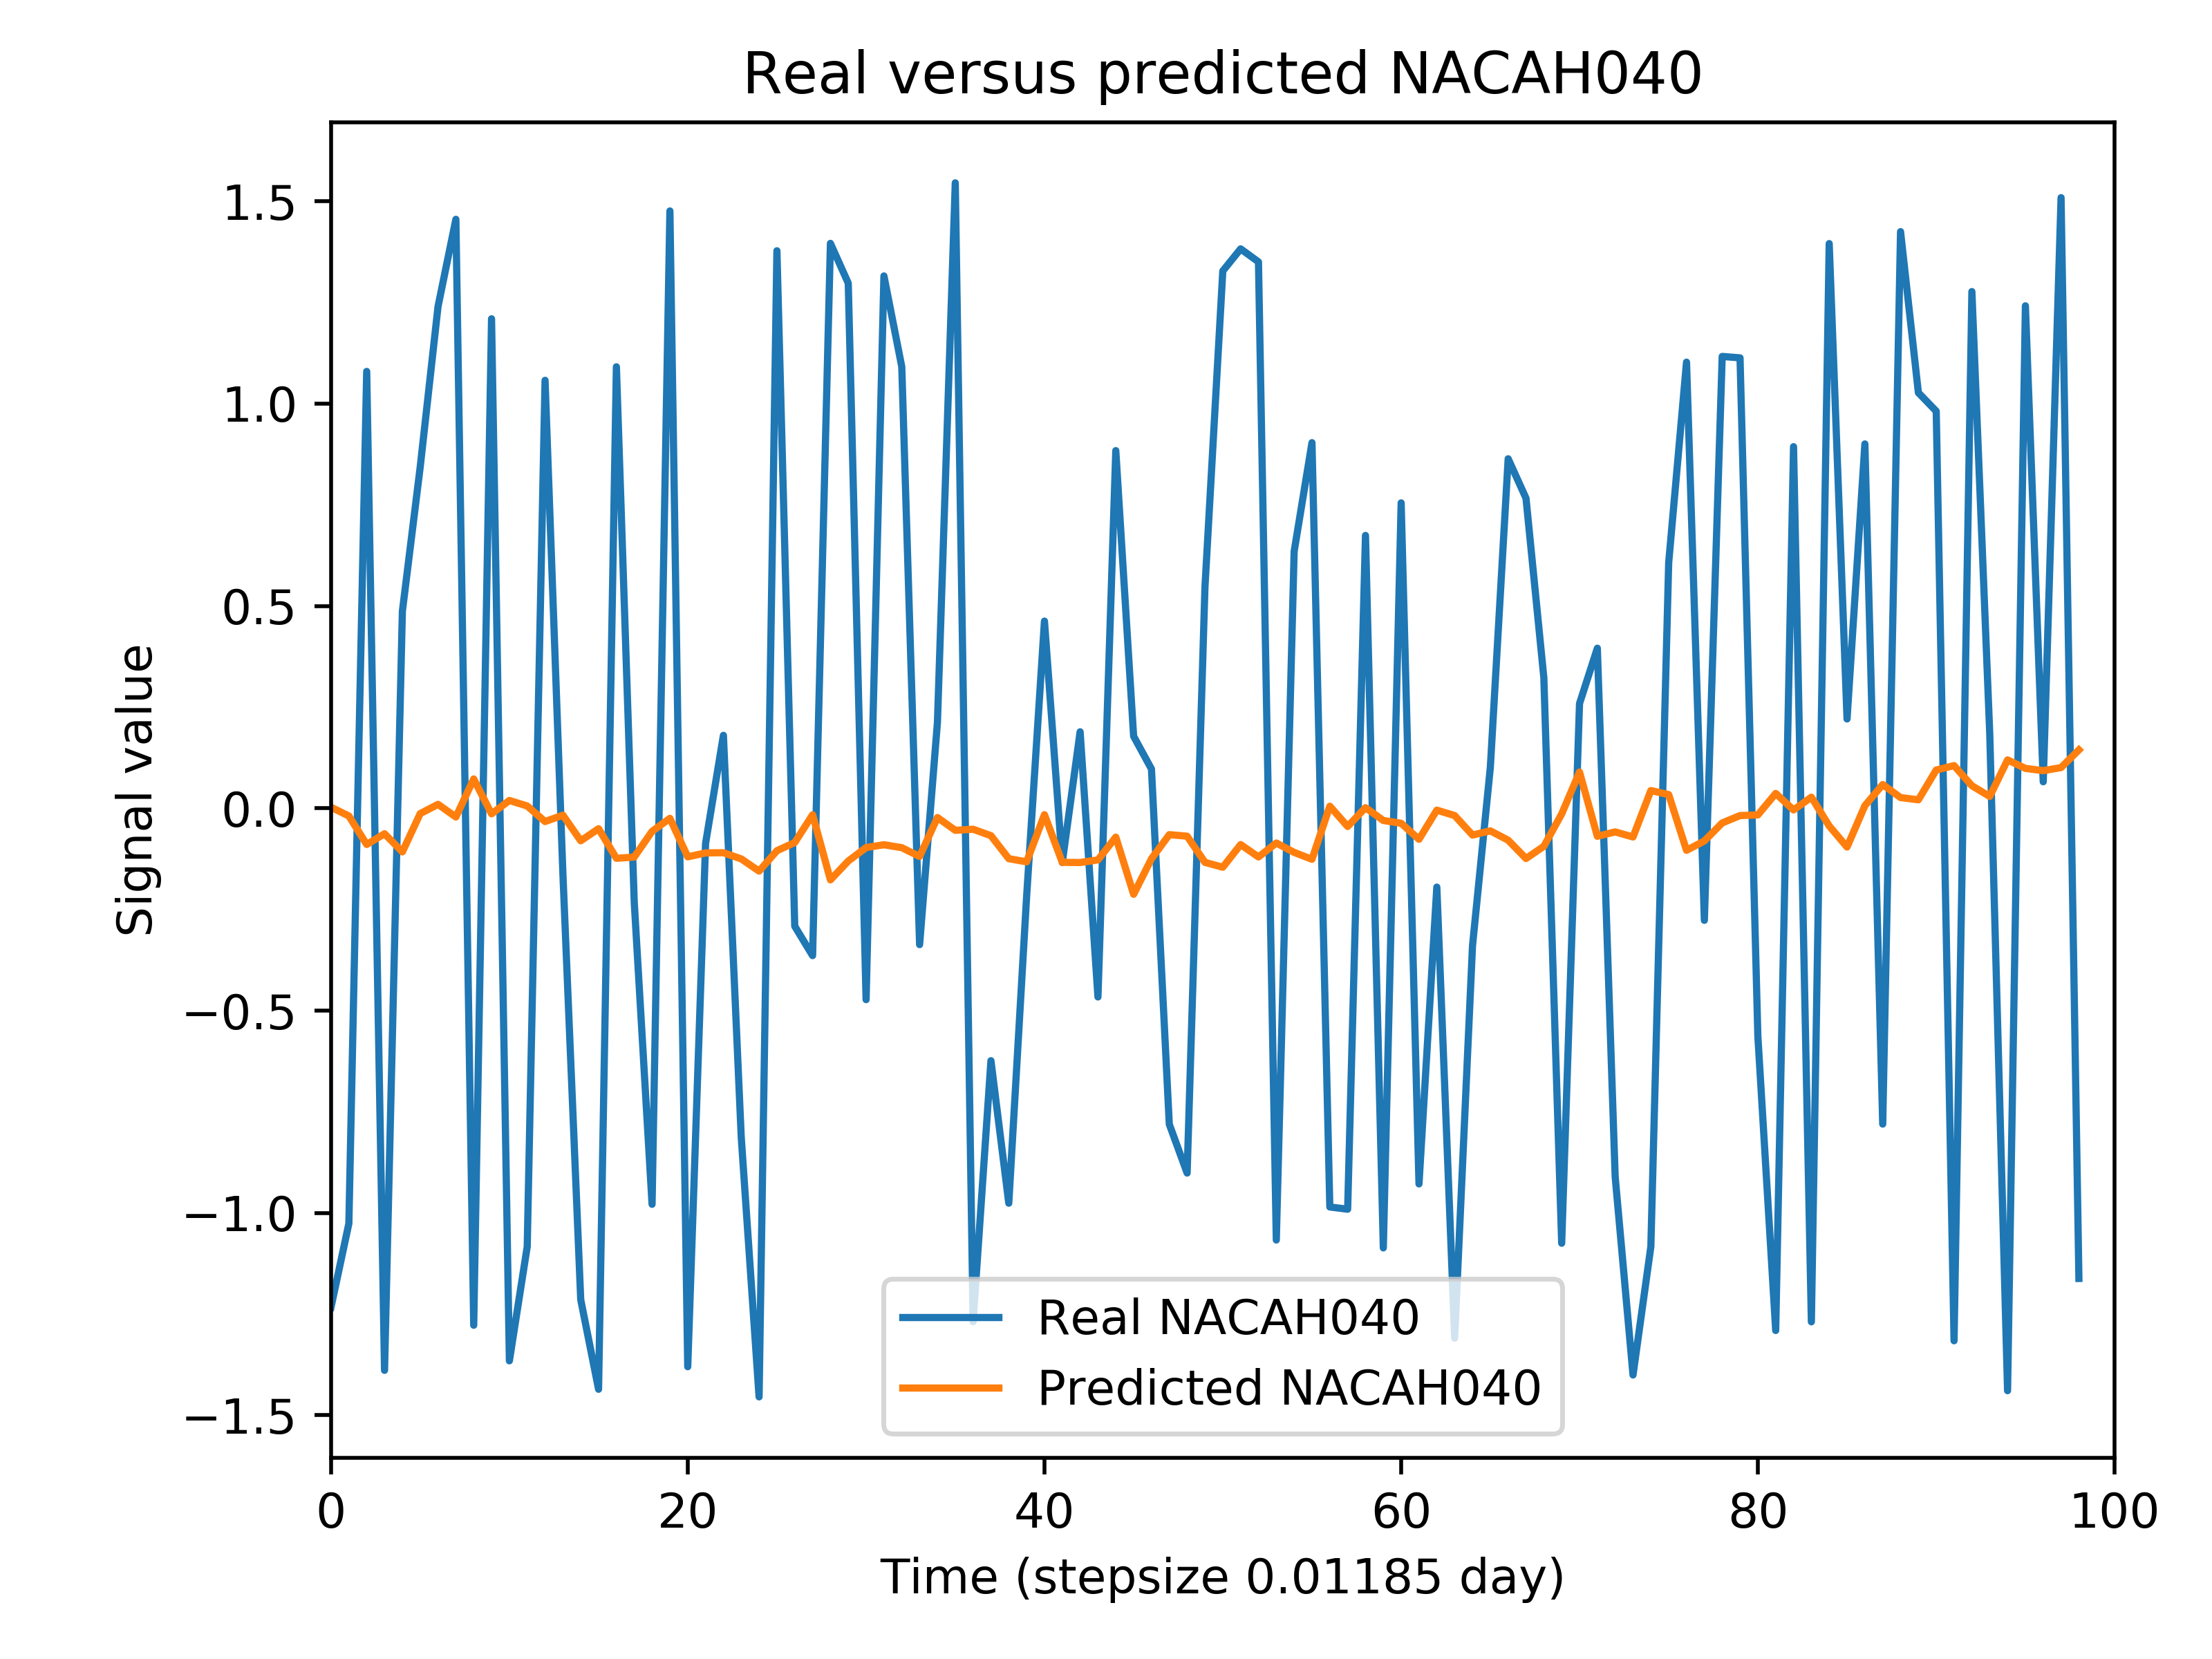 Real versus predicted NACAH040
Signal value
1.5
1.0
0.5
0.0
−0.5
−1.0
−1.5
Real NACAH040
Predicted NACAH040
0 20 40 60 80 100
Time (stepsize 0.01185 day)